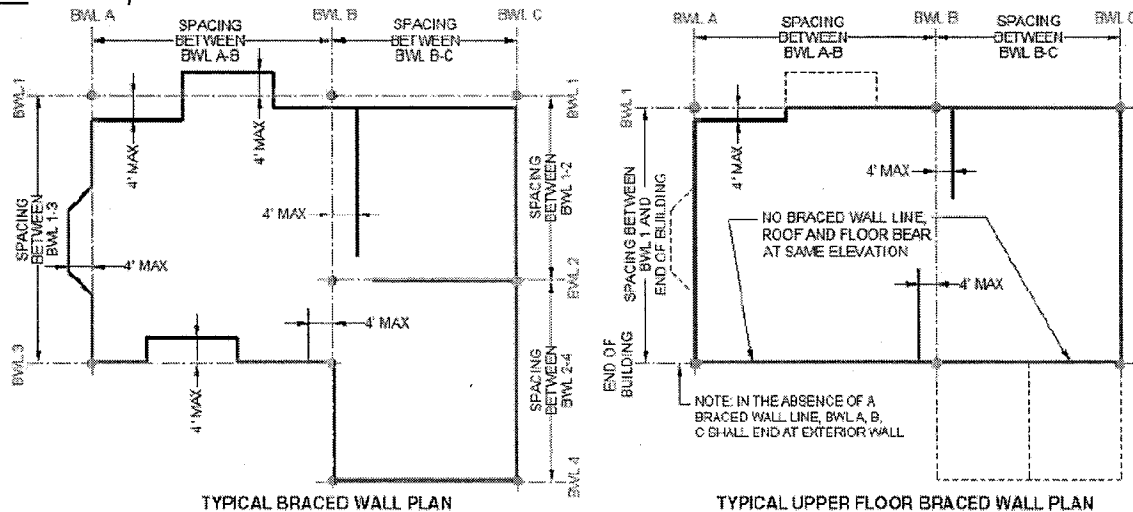 BWL A
SPACING
BETWEEN
BWL A-B
BWL B
SPACING
BETWEEN
BWL B-C
BWL C
BWL 1
BWL 1
4' MAX
4' MAX
SPACING
BETWEEN
BWL 1-3
4' MAX
4' MAX
SPACING
BETWEEN
BWL 1-2
BWL 2
4' MAX
4' MAX
BWL 3
SPACING
BETWEEN
BWL 2-4
BWL 4
TYPICAL BRACED WALL PLAN
BWL A
SPACING
BETWEEN
BWL A-B
BWL B
SPACING
BETWEEN
BWL B-C
BWL C
BWL 1
4' MAX
4' MAX
SPACING BETWEEN
BWL 1 AND
END OF BUILDING
NO BRACED WALL LINE,
ROOF AND FLOOR BEAR
AT SAME ELEVATION
4' MAX
END OF
BUILDING
NOTE: IN THE ABSENCE OF A
BRACED WALL LINE, BWL A, B,
C SHALL END AT EXTERIOR WALL
TYPICAL UPPER FLOOR BRACED WALL PLAN